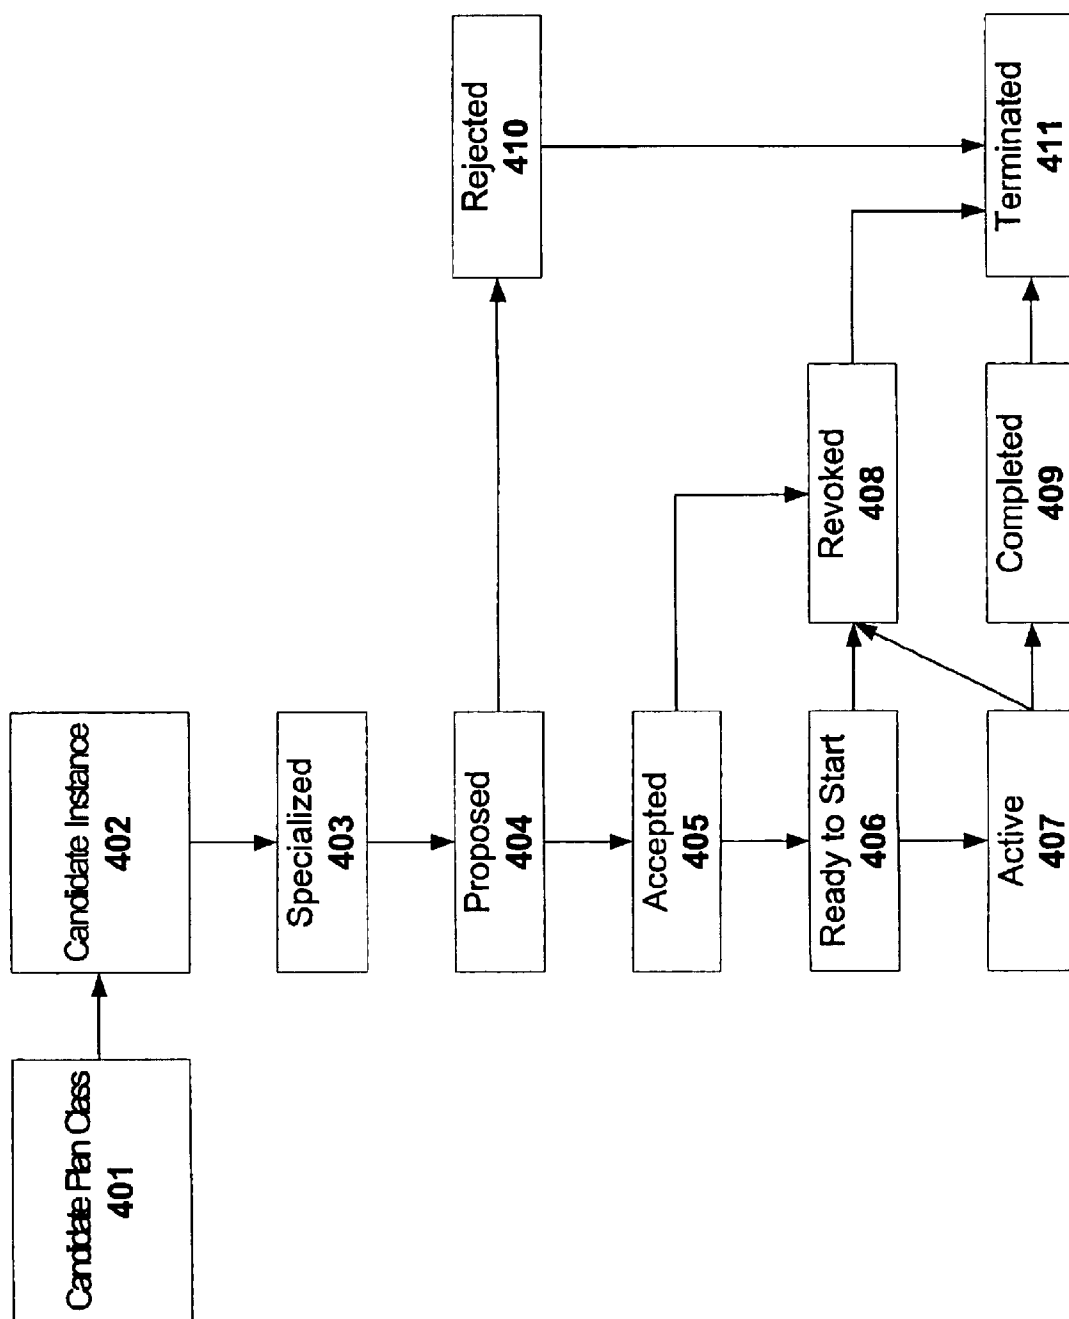 Candidate Plan Class
401
Candidate Instance
402
Specialized
403
Proposed
404
Accepted
405
Ready to Start
406
Active
407
Revoked
408
Completed
409
Rejected
410
Terminated
411